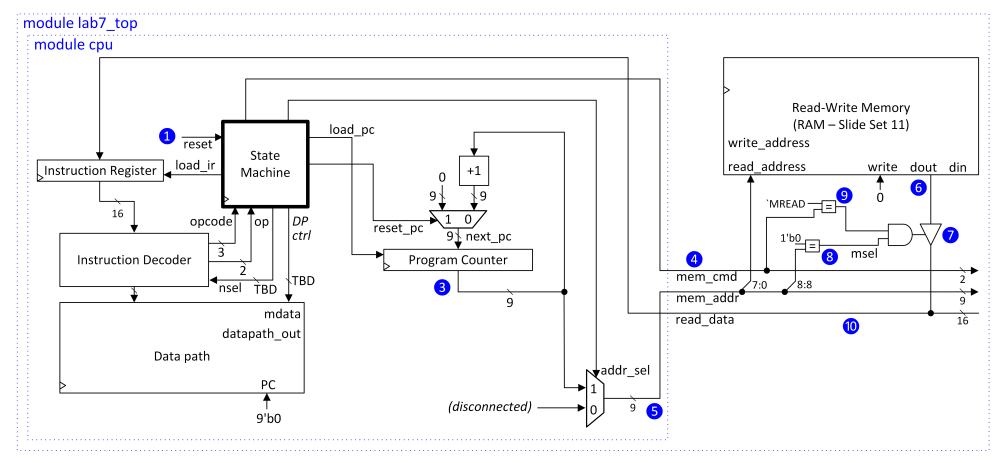 module lab7_top
module cpu
1
reset
load_ir
Instruction Register
16
State
Machine
opcode
op
DP
ctrl
3
2
nsel
TBD
TBD
Instruction Decoder
mdata
datapath_out
Data path
PC
9'b0
load_pc
reset_pc
0
9
+1
9
1 0
9
next_pc
Program Counter
3
9
addr_sel
1
0
(disconnected)
9
5
Read-Write Memory
(RAM – Slide Set 11)
write_address
read_address
write
dout
din
0
6
`MREAD
=
9
1'b0
=
8
msel
7
4
mem_cmd
2
7:0
8:8
mem_addr
9
read_data
10
16